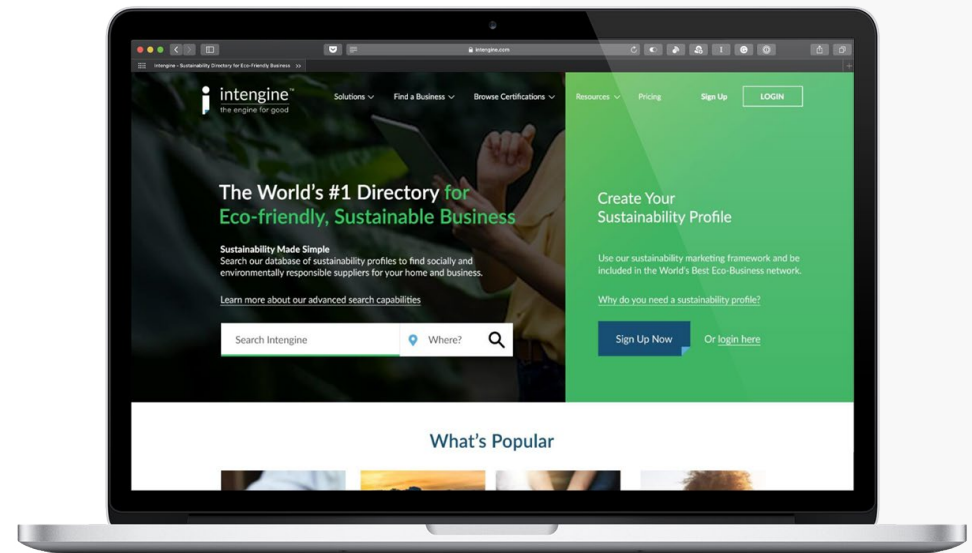 intengine.com
Intengine - Sustainability Directory for Eco-Friendly Business
intengine™
the engine for good
Solutions
Find a Business
Browse Certifications
Resources
Pricing
Sign Up
LOGIN
The World's #1 Directory for
Eco-friendly, Sustainable Business
Sustainability Made Simple
Search our database of sustainability profiles to find socially and
environmentally responsible suppliers for your home and business.
Learn more about our advanced search capabilities
Search Intengine
Where?
Create Your
Sustainability Profile
Use our sustainability marketing framework and be
included in the World's Best Eco-Business network.
Why do you need a sustainability profile?
Sign Up Now
Or login here
What's Popular